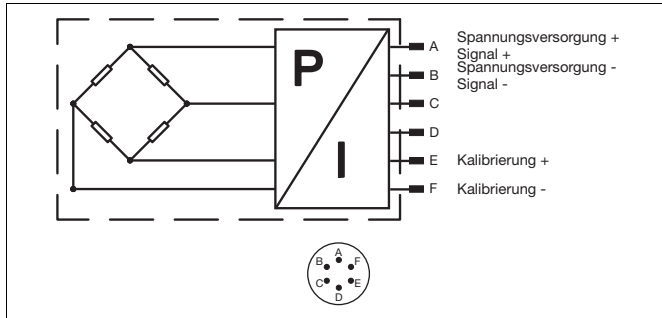 P
I
A Spannungsversorgung +
Signal +
B Spannungsversorgung -
Signal -
C
D
E Kalibrierung +
F Kalibrierung -
A
B F
C E
D